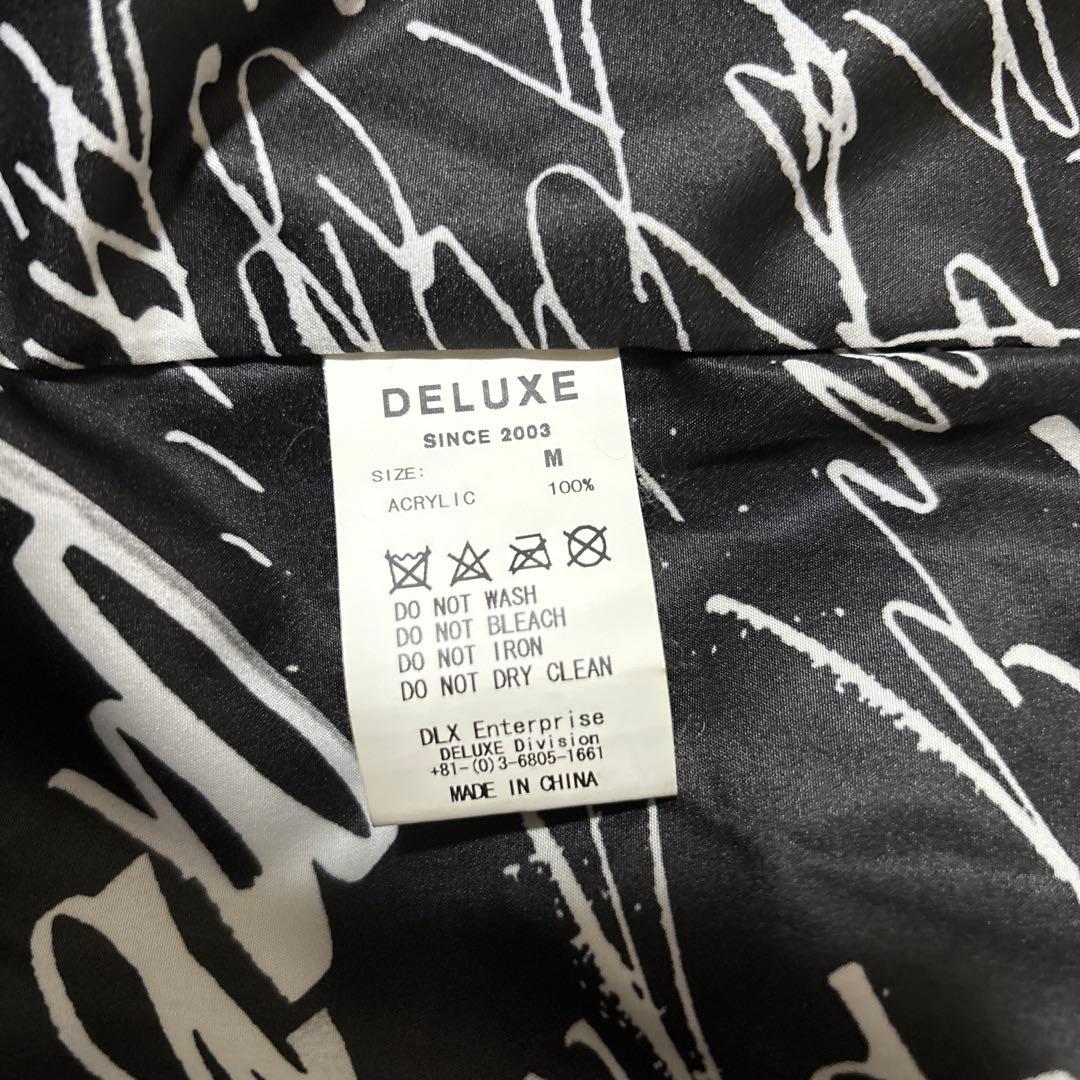 DELUXE
SINCE 2003
SIZE: M
ACRYLIC 100%
DO NOT WASH
DO NOT BLEACH
DO NOT IRON
DO NOT DRY CLEAN
DLX Enterprise
DELUXE Division
+81-(0)3-6805-1661
MADE IN CHINA